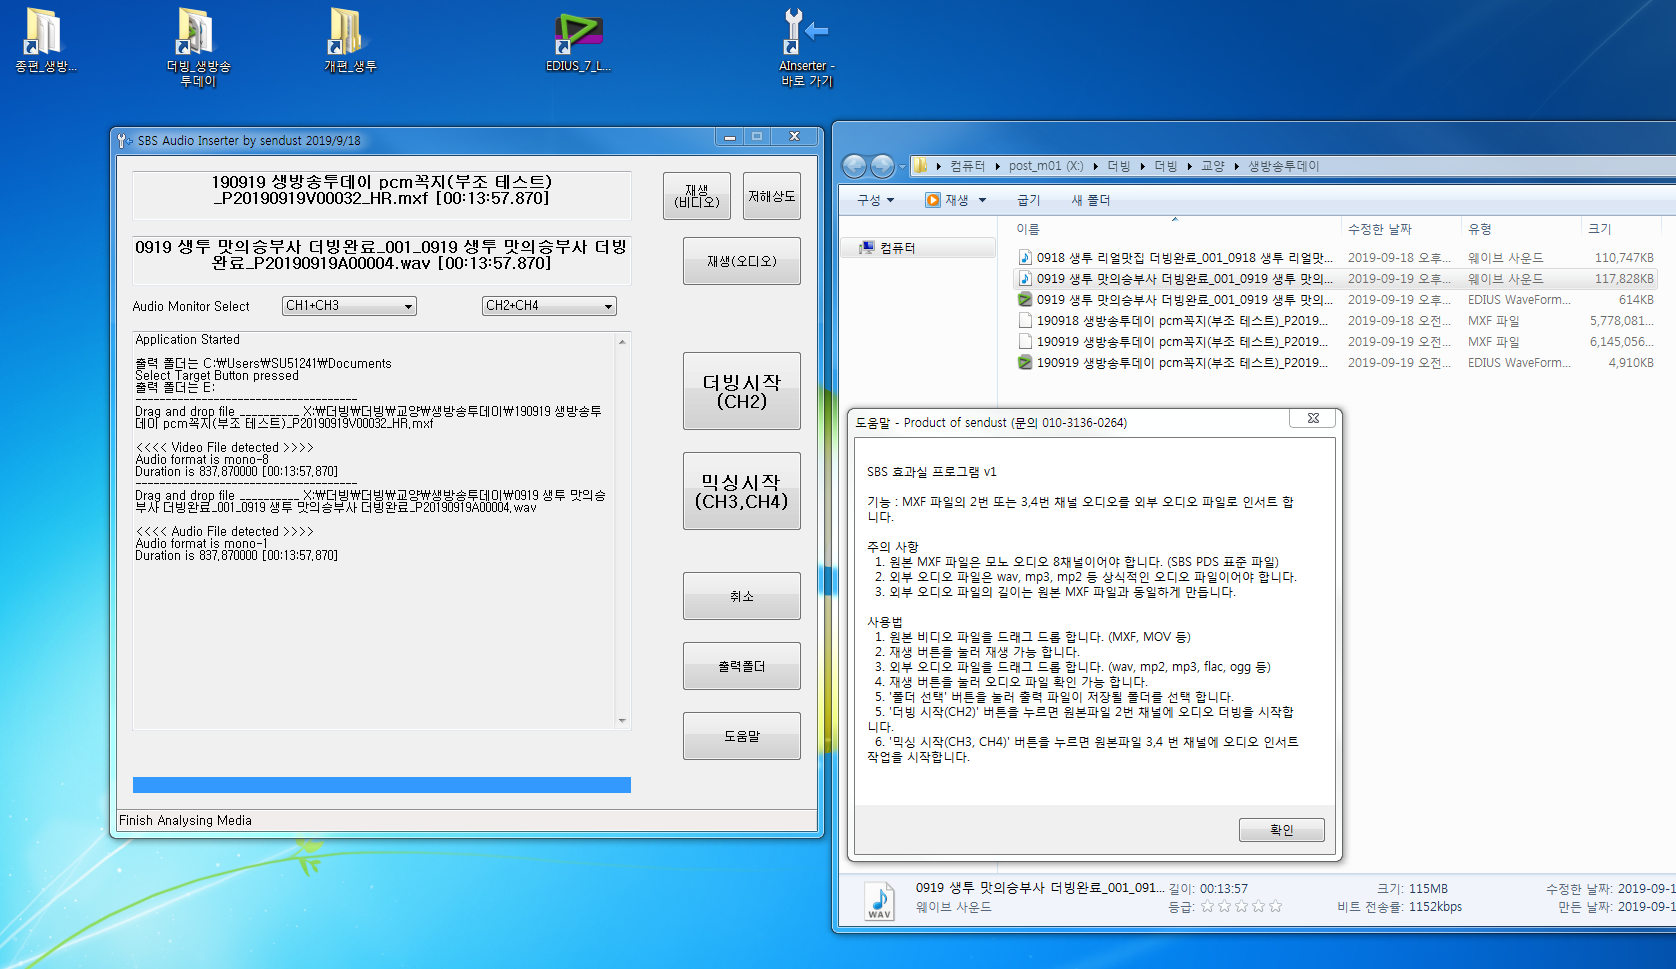 종편_생방...
더빙_생방송
투데이
개편_생투
EDIUS_7_L...
AInserter -
바로 가기
SBS Audio Inserter by sendust 2019/9/18
190919 생방송투데이 pcm꼭지(부조 테스트)
_P20190919V00032_HR.mxf [00:13:57.870]
재생
(비디오)
저해상도
0919 생투 맛의승부사 더빙완료_001_0919 생투 맛의승부사 더빙
완료_P20190919A00004.wav [00:13:57.870]
재생(오디오)
Audio Monitor Select
CH1+CH3
CH2+CH4
Application Started
출력 폴더는 C:₩Users₩SU51241₩Documents
Select Target Button pressed
출력 폴더는 E:
-------------------------------------
Drag and drop file __________ X:₩더빙₩더빙₩교양₩생방송투데이₩190919 생방송투
데이 pcm꼭지(부조 테스트)_P20190919V00032_HR.mxf
<<<< Video File detected >>>>
Audio format is mono-8
Duration is 837.870000 [00:13:57.870]
-------------------------------------
Drag and drop file __________ X:₩더빙₩더빙₩교양₩생방송투데이₩0919 생투 맛의승
부사 더빙완료_001_0919 생투 맛의승부사 더빙완료_P20190919A00004.wav
<<<< Audio File detected >>>>
Audio format is mono-1
Duration is 837.870000 [00:13:57.870]
더빙시작
(CH2)
믹싱시작
(CH3,CH4)
취소
출력폴더
도움말
Finish Analysing Media
컴퓨터
post_m01 (X:)
더빙
더빙
교양
생방송투데이
구성
재생
굽기
새 폴더
이름
수정한 날짜
유형
크기
컴퓨터
0918 생투 리얼맛집 더빙완료_001_0918 생투 리얼맛... 2019-09-18 오후... 웨이브 사운드 110,747KB
0919 생투 맛의승부사 더빙완료_001_0919 생투 맛의... 2019-09-19 오후... 웨이브 사운드 117,828KB
0919 생투 맛의승부사 더빙완료_001_0919 생투 맛의... 2019-09-19 오후... EDIUS WaveForm... 614KB
190918 생방송투데이 pcm꼭지(부조 테스트)_P2019... 2019-09-18 오전... MXF 파일 5,778,081...
190919 생방송투데이 pcm꼭지(부조 테스트)_P2019... 2019-09-19 오전... MXF 파일 6,145,056...
190919 생방송투데이 pcm꼭지(부조 테스트)_P2019... 2019-09-19 오전... EDIUS WaveForm... 4,910KB
도움말 - Product of sendust (문의 010-3136-0264)
SBS 효과실 프로그램 v1
기능 : MXF 파일의 2번 또는 3,4번 채널 오디오를 외부 오디오 파일로 인서트 합
니다.
주의 사항
1. 원본 MXF 파일은 모노 오디오 8채널이어야 합니다. (SBS PDS 표준 파일)
2. 외부 오디오 파일은 wav, mp3, mp2 등 상식적인 오디오 파일이어야 합니다.
3. 외부 오디오 파일의 길이는 원본 MXF 파일과 동일하게 만듭니다.
사용법
1. 원본 비디오 파일을 드래그 드롭 합니다. (MXF, MOV 등)
2. 재생 버튼을 눌러 재생 가능 합니다.
3. 외부 오디오 파일을 드래그 드롭 합니다. (wav, mp2, mp3, flac, ogg 등)
4. 재생 버튼을 눌러 오디오 파일 확인 가능 합니다.
5. '폴더 선택' 버튼을 눌러 출력 파일이 저장될 폴더를 선택 합니다.
5. '더빙 시작(CH2)' 버튼을 누르면 원본파일 2번 채널에 오디오 더빙을 시작합
니다.
6. '믹싱 시작(CH3, CH4)' 버튼을 누르면 원본파일 3,4 번 채널에 오디오 인서트
작업을 시작합니다.
확인
WAV
0919 생투 맛의승부사 더빙완료_001_091... 길이: 00:13:57 크기: 115MB 수정한 날짜: 2019-09-1
웨이브 사운드 등급: 비트 전송률: 1152kbps 만든 날짜: 2019-09-1